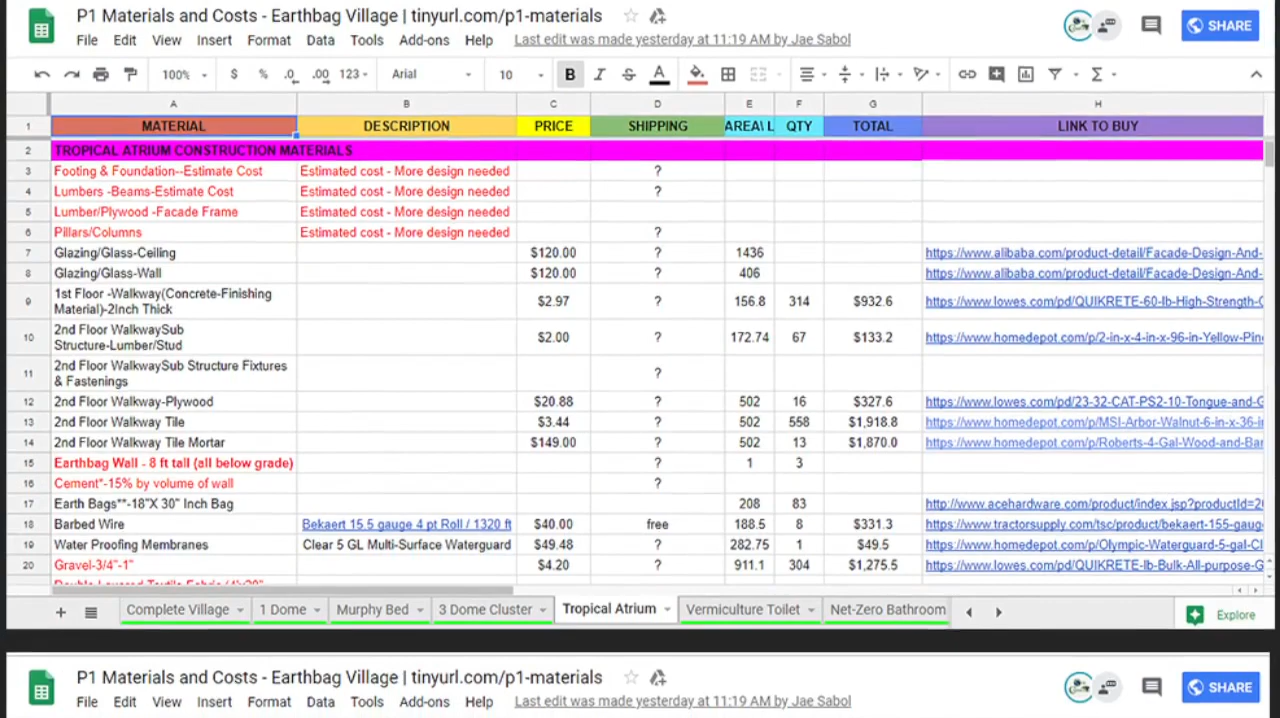 P1 Materials and Costs - Earthbag Village | tinyurl.com/p1-materials
SHARE
File Edit View Insert Format Data Tools Add-ons Help Last edit was made yesterday at 11:19 AM by Jae Sabol
100% $ % .0 .00 123 Arial 10 B I S A
A B C D E F G H
1 MATERIAL DESCRIPTION PRICE SHIPPING AREA\ L QTY TOTAL LINK TO BUY
2 TROPICAL ATRIUM CONSTRUCTION MATERIALS
3 Footing & Foundation--Estimate Cost Estimated cost - More design needed ?
4 Lumbers -Beams-Estimate Cost Estimated cost - More design needed ?
5 Lumber/Plywood -Facade Frame Estimated cost - More design needed
6 Pillars/Columns Estimated cost - More design needed ?
7 Glazing/Glass-Ceiling $120.00 ? 1436 https://www.alibaba.com/product-detail/Facade-Design-And-
8 Glazing/Glass-Wall $120.00 ? 406 https://www.alibaba.com/product-detail/Facade-Design-And-
9 1st Floor -Walkway(Concrete-Finishing
Material)-2Inch Thick $2.97 ? 156.8 314 $932.6 https://www.lowes.com/pd/QUIKRETE-60-lb-High-Strength-
10 2nd Floor WalkwaySub
Structure-Lumber/Stud $2.00 ? 172.74 67 $133.2 https://www.homedepot.com/p/2-in-x-4-in-x-96-in-Yellow-Pin
11 2nd Floor WalkwaySub Structure Fixtures
& Fastenings ?
12 2nd Floor Walkway-Plywood $20.88 ? 502 16 $327.6 https://www.lowes.com/pd/23-32-CAT-PS2-10-Tongue-and-G
13 2nd Floor Walkway Tile $3.44 ? 502 558 $1,918.8 https://www.homedepot.com/p/MSI-Arbor-Walnut-6-in-x-36-i
14 2nd Floor Walkway Tile Mortar $149.00 ? 502 13 $1,870.0 https://www.homedepot.com/p/Roberts-4-Gal-Wood-and-Bar
15 Earthbag Wall - 8 ft tall (all below grade) ? 1 3
16 Cement*-15% by volume of wall ?
17 Earth Bags**-18"X 30" Inch Bag 208 83 http://www.acehardware.com/product/index.jsp?productId=2
18 Barbed Wire Bekaert 15.5 gauge 4 pt Roll / 1320 ft $40.00 free 188.5 8 $331.3 https://www.tractorsupply.com/tsc/product/bekaert-155-gaug
19 Water Proofing Membranes Clear 5 GL Multi-Surface Waterguard $49.48 ? 282.75 1 $49.5 https://www.homedepot.com/p/Olympic-Waterguard-5-gal-Cl
20 Gravel-3/4"-1" $4.20 ? 911.1 304 $1,275.5 https://www.lowes.com/pd/QUIKRETE-lb-Bulk-All-purpose-G
Complete Village 1 Dome Murphy Bed 3 Dome Cluster Tropical Atrium Vermiculture Toilet Net-Zero Bathroom Explore
P1 Materials and Costs - Earthbag Village | tinyurl.com/p1-materials
SHARE
File Edit View Insert Format Data Tools Add-ons Help Last edit was made yesterday at 11:19 AM by Jae Sabol